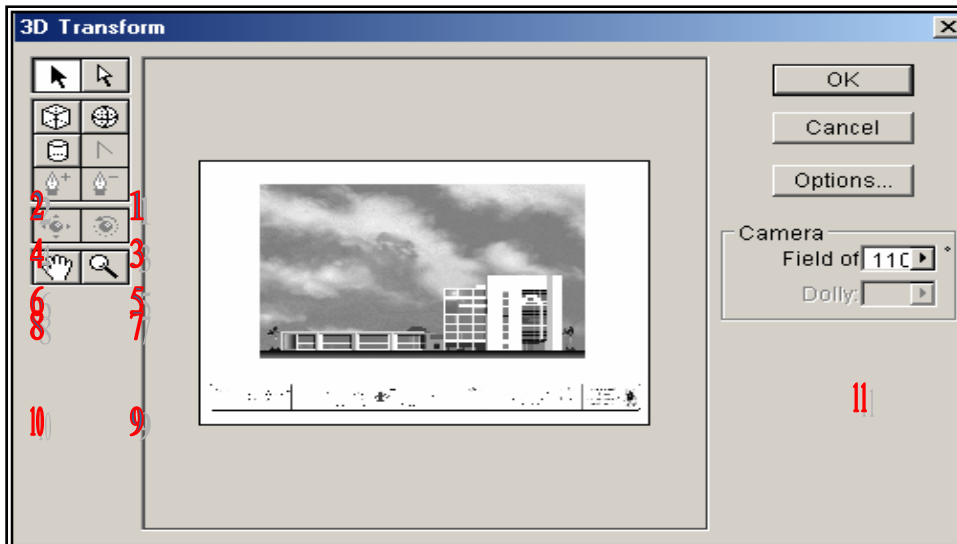 3D Transform
OK
Cancel
Options...
Camera
Field of 110 °
Dolly:
2 1
4 3
6 5
8 7
10 9
11